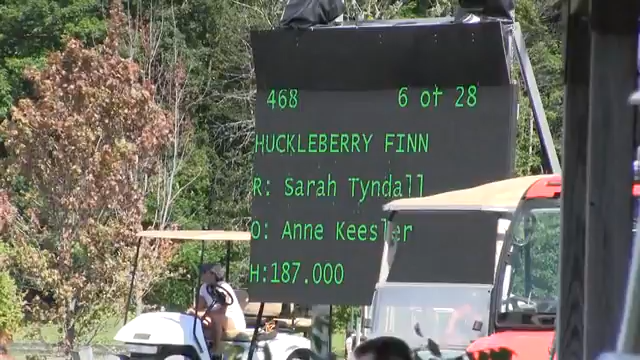 468 6 of 28
HUCKLEBERRY FINN
R: Sarah Tyndall
O: Anne Keesler
H:187.000